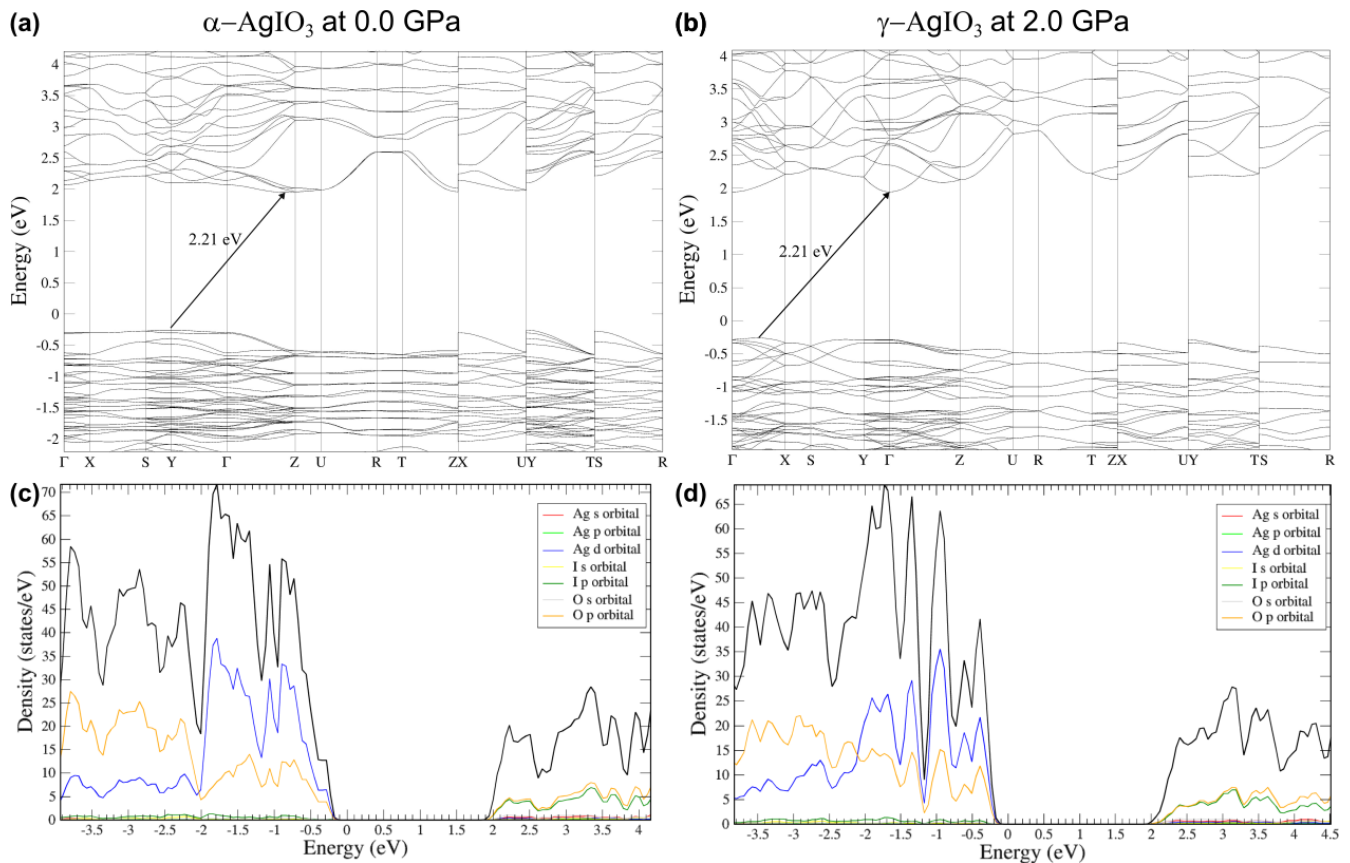 (a) α−AgIO3 at 0.0 GPa
Energy (eV)
4
3.5
3
2.5
2
1.5
1
0.5
0
-0.5
-1
-1.5
-2
2.21 eV
Γ X S Y Γ Z U R T ZX UY TS R
(b) γ−AgIO3 at 2.0 GPa
Energy (eV)
4
3.5
3
2.5
2
1.5
1
0.5
0
-0.5
-1
-1.5
2.21 eV
Γ X S Y Γ Z U R T ZX UY TS R
(c)
Density (states/eV)
70
65
60
55
50
45
40
35
30
25
20
15
10
5
0
Ag s orbital
Ag p orbital
Ag d orbital
I s orbital
I p orbital
O s orbital
O p orbital
-3.5 -3 -2.5 -2 -1.5 -1 -0.5 0 0.5 1 1.5 2 2.5 3 3.5 4
Energy (eV)
(d)
Density (states/eV)
65
60
55
50
45
40
35
30
25
20
15
10
5
0
Ag s orbital
Ag p orbital
Ag d orbital
I s orbital
I p orbital
O s orbital
O p orbital
-3.5 -3 -2.5 -2 -1.5 -1 -0.5 0 0.5 1 1.5 2 2.5 3 3.5 4 4.5
Energy (eV)